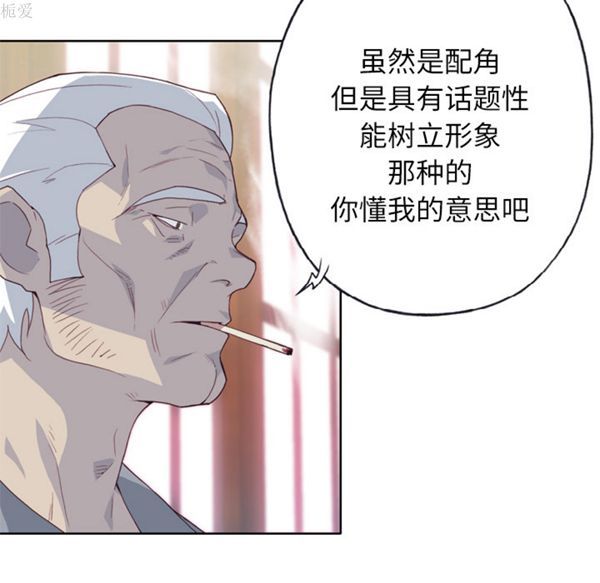 栀爱
虽然是配角
但是具有话题性
能树立形象
那种的
你懂我的意思吧